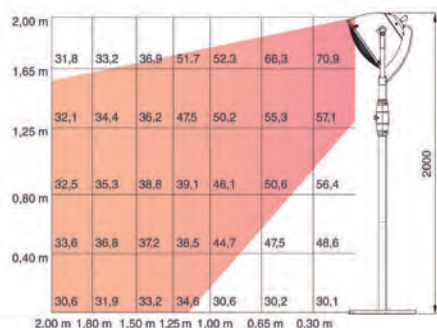 2,00 m
31,8 33,2 36,9 51,7 52,3 66,3 70,9
1,65 m
32,1 34,4 36,2 47,5 50,2 55,3 57,1
1,25 m
32,5 35,3 38,8 39,1 46,1 50,6 56,4
0,80 m
33,6 36,8 37,2 38,5 44,7 47,5 48,6
0,40 m
30,6 31,9 33,2 34,6 30,6 30,2 30,1
2.00 m 1.80 m 1.50 m 1.25 m 1.00 m 0.65 m 0.30 m
2000